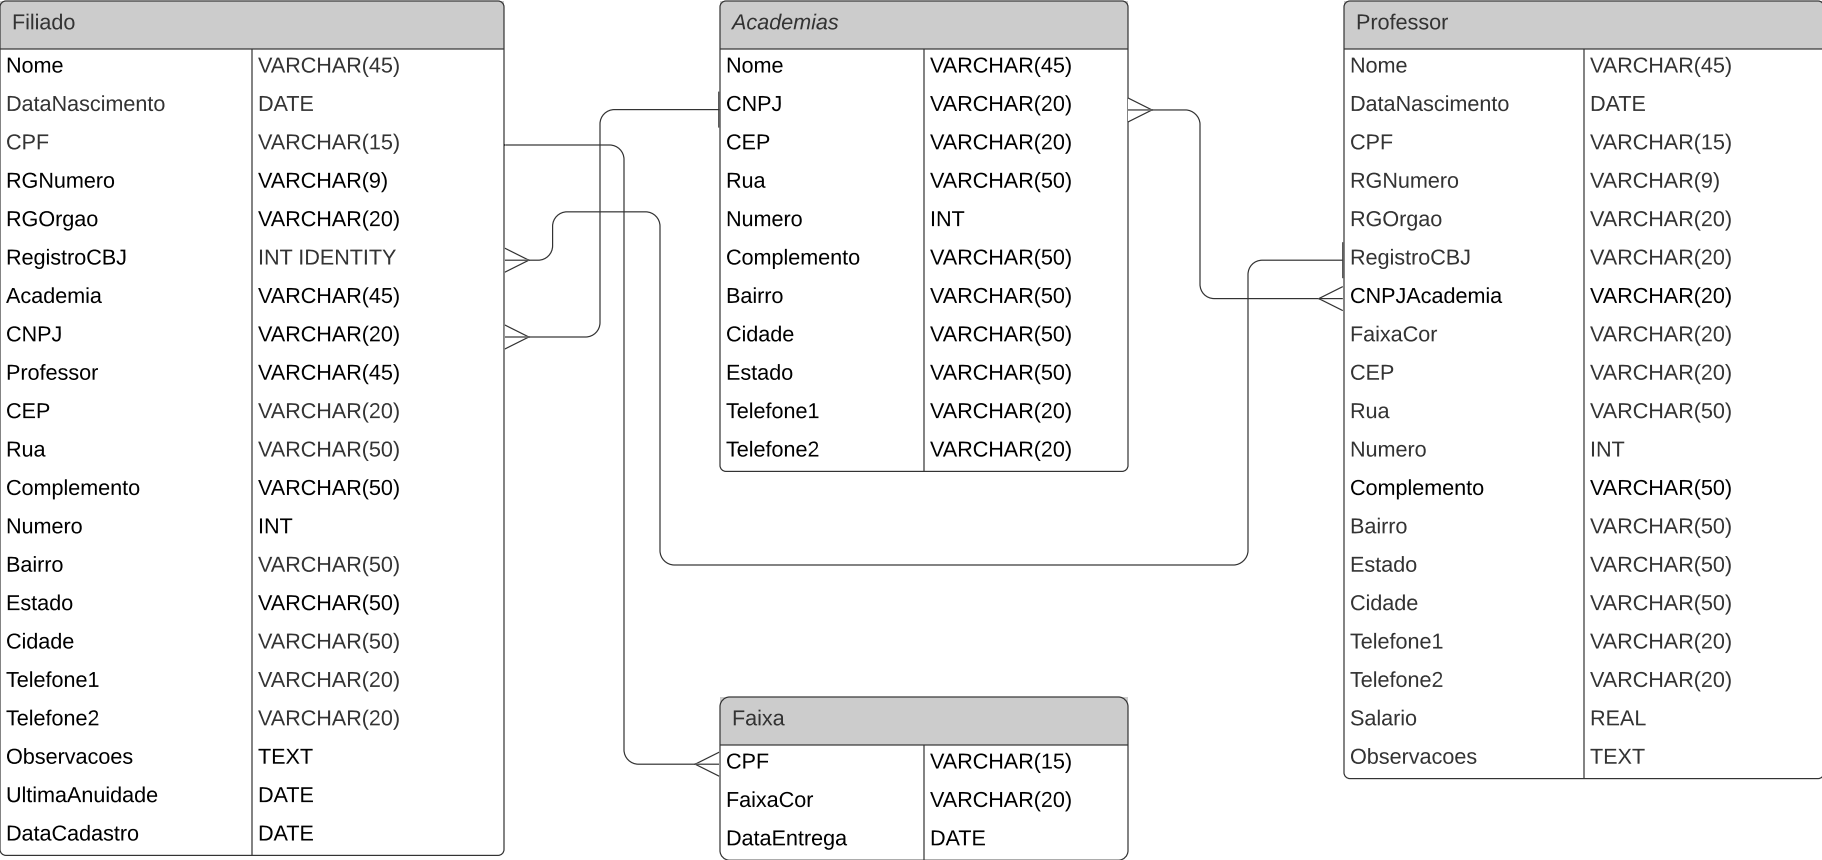 Filiado
Nome VARCHAR(45)
DataNascimento DATE
CPF VARCHAR(15)
RGNumero VARCHAR(9)
RGOrgao VARCHAR(20)
RegistroCBJ INT IDENTITY
Academia VARCHAR(45)
CNPJ VARCHAR(20)
Professor VARCHAR(45)
CEP VARCHAR(20)
Rua VARCHAR(50)
Complemento VARCHAR(50)
Numero INT
Bairro VARCHAR(50)
Estado VARCHAR(50)
Cidade VARCHAR(50)
Telefone1 VARCHAR(20)
Telefone2 VARCHAR(20)
Observacoes TEXT
UltimaAnuidade DATE
DataCadastro DATE
Academias
Nome VARCHAR(45)
CNPJ VARCHAR(20)
CEP VARCHAR(20)
Rua VARCHAR(50)
Numero INT
Complemento VARCHAR(50)
Bairro VARCHAR(50)
Cidade VARCHAR(50)
Estado VARCHAR(50)
Telefone1 VARCHAR(20)
Telefone2 VARCHAR(20)
Faixa
CPF VARCHAR(15)
FaixaCor VARCHAR(20)
DataEntrega DATE
Professor
Nome VARCHAR(45)
DataNascimento DATE
CPF VARCHAR(15)
RGNumero VARCHAR(9)
RGOrgao VARCHAR(20)
RegistroCBJ VARCHAR(20)
CNPJAcademia VARCHAR(20)
FaixaCor VARCHAR(20)
CEP VARCHAR(20)
Rua VARCHAR(50)
Numero INT
Complemento VARCHAR(50)
Bairro VARCHAR(50)
Estado VARCHAR(50)
Cidade VARCHAR(50)
Telefone1 VARCHAR(20)
Telefone2 VARCHAR(20)
Salario REAL
Observacoes TEXT